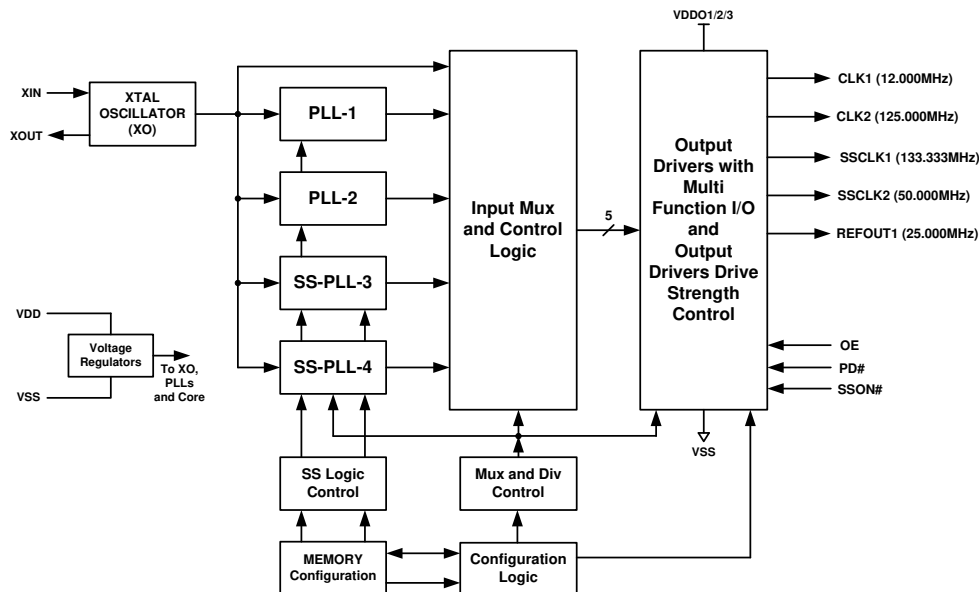 VDDO1/2/3
XIN
XOUT
XTAL
OSCILLATOR
(XO)
PLL-1
PLL-2
SS-PLL-3
SS-PLL-4
Input Mux
and Control
Logic
5
Output
Drivers with
Multi
Function I/O
and
Output
Drivers Drive
Strength
Control
CLK1 (12.000MHz)
CLK2 (125.000MHz)
SSCLK1 (133.333MHz)
SSCLK2 (50.000MHz)
REFOUT1 (25.000MHz)
OE
PD#
SSON#
VSS
VDD
Voltage
Regulators
To XO,
PLLs
and Core
VSS
SS Logic
Control
Mux and Div
Control
MEMORY
Configuration
Configuration
Logic